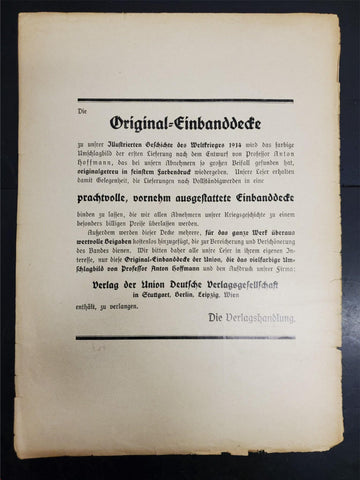 Die
Original=Einbanddecke
zu unsrer Illustrierten Geschichte des Weltkrieges 1914 wird das farbige
Umschlagbild der ersten Lieferung nach dem Entwurf von Professor Anton
Hoffmann, das bei unsern Abnehmern so großen Beifall gefunden hat,
originalgetreu in feinstem Farbendruck wiedergeben. Unsere Leser erhalten
damit Gelegenheit, die Lieferungen nach Vollständigwerden in eine
prachtvolle, vornehm ausgestattete Einbanddecke
binden zu lassen, die wir allen Abnehmern unsrer Kriegsgeschichte zu einem
besonders billigen Preise überlassen werden.
Außerdem werden dieser Decke mehrere, für das ganze Werk überaus
wertvolle Beigaben kostenlos hinzugefügt, die zur Bereicherung und Verschönerung
des Bandes dienen. Wir bitten daher alle unsre Leser in ihrem eigenen In=
teresse, nur diese Original=Einbanddecke der Union, die das vielfarbige Um=
schlagbild von Professor Anton Hoffmann und den Aufdruck unsrer Firma:
Verlag der Union Deutsche Verlagsgesellschaft
in Stuttgart, Berlin, Leipzig, Wien
enthält, zu verlangen.
Die Verlagshandlung.